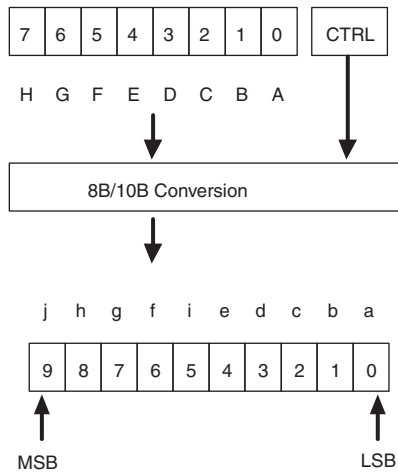 7 6 5 4 3 2 1 0 CTRL
H G F E D C B A
8B/10B Conversion
j h g f i e d c b a
9 8 7 6 5 4 3 2 1 0
MSB LSB